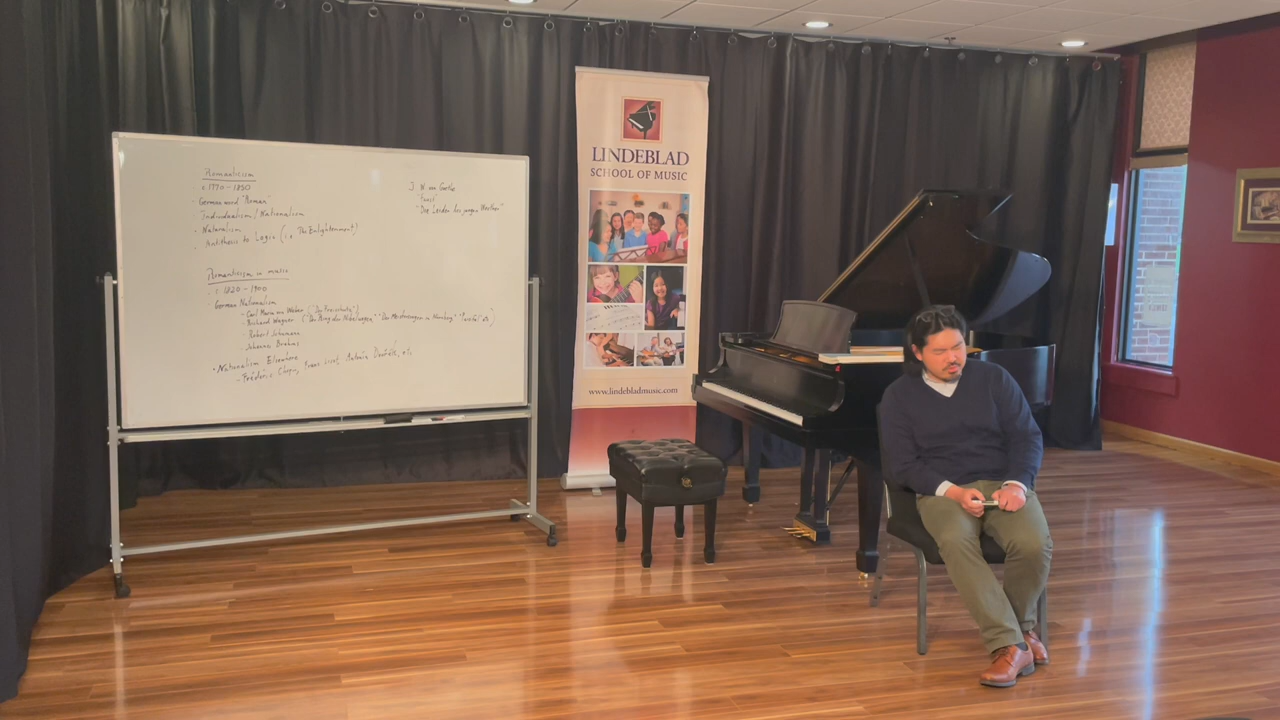 Romanticism
c. 1770 - 1850
German word "Roman"
Individualism / Nationalism
Naturalism
Antithesis to Logic (i.e. The Enlightenment)
Romanticism in music
c. 1820 - 1900
German Nationalism
- Carl Maria von Weber ("Der Freischütz")
- Richard Wagner ("Der Ring des Nibelungen" "Die Meistersinger von Nürnberg" "Parsifal" etc)
- Robert Schumann
- Johannes Brahms
• Nationalism Elsewhere
- Frédéric Chopin, Franz Liszt, Antonín Dvořák, etc.
J. W. von Goethe
"Faust"
"Die Leiden des jungen Werther"
LINDEBLAD
SCHOOL OF MUSIC
www.lindebladmusic.com